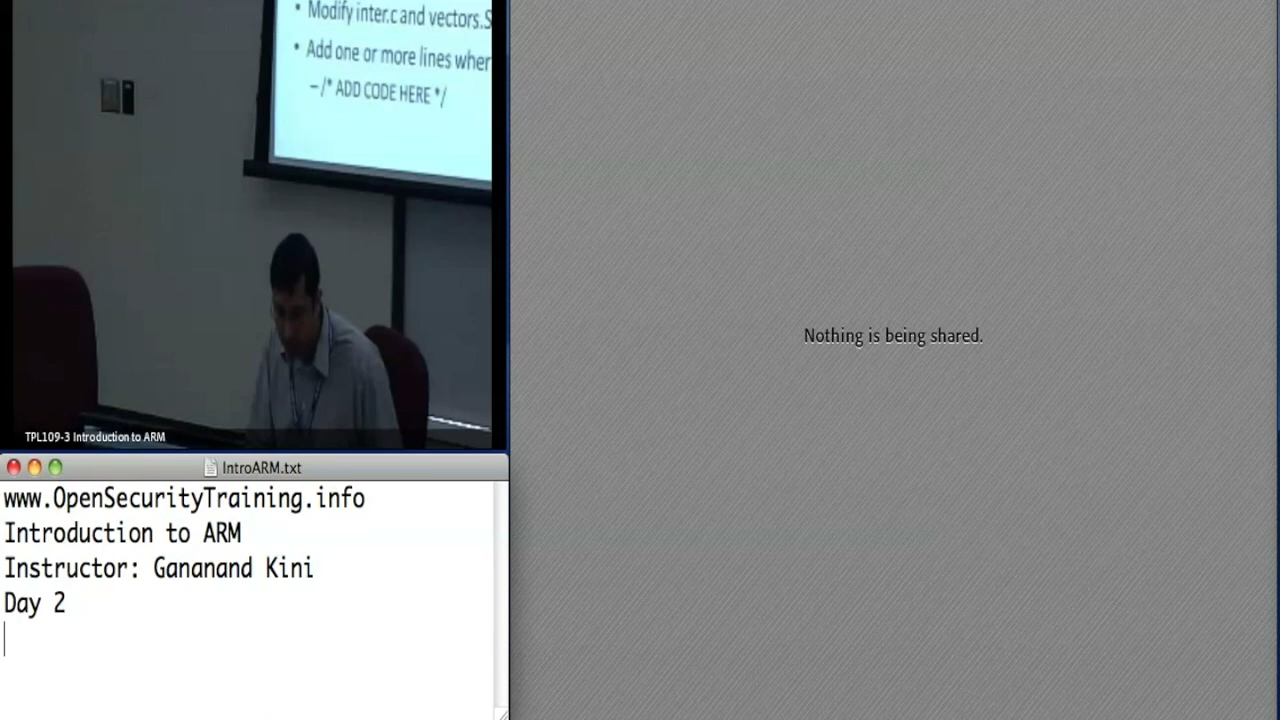 • Modify inter.c and vectors.S
• Add one or more lines wher
– /* ADD CODE HERE */
TPL109-3 Introduction to ARM
Nothing is being shared.
IntroARM.txt
www.OpenSecurityTraining.info
Introduction to ARM
Instructor: Gananand Kini
Day 2